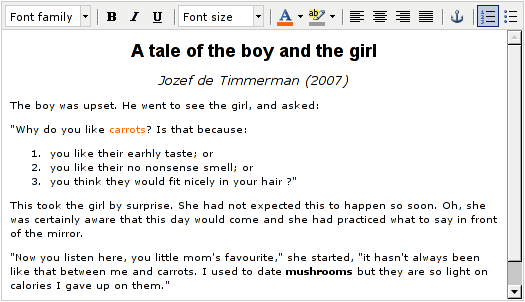 Font family B I U Font size A ab
A tale of the boy and the girl
Jozef de Timmerman (2007)
The boy was upset. He went to see the girl, and asked:
"Why do you like carrots? Is that because:
1. you like their earhly taste; or
2. you like their no nonsense smell; or
3. you think they would fit nicely in your hair ?"
This took the girl by surprise. She had not expected this to happen so soon. Oh, she
was certainly aware that this day would come and she had practiced what to say in front
of the mirror.
"Now you listen here, you little mom's favourite," she started, "it hasn't always been
like that between me and carrots. I used to date mushrooms but they are so light on
calories I gave up on them."